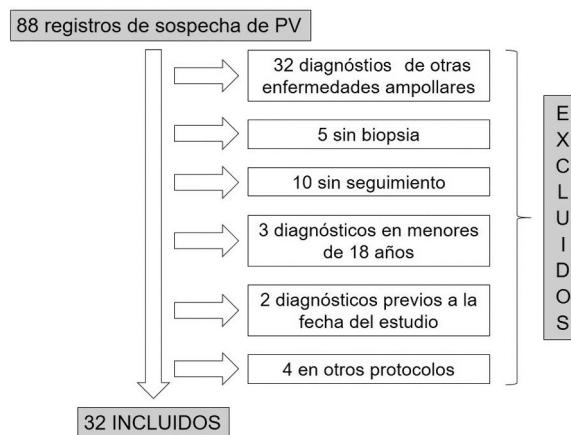 88 registros de sospecha de PV
32 diagnóstios de otras
enfermedades ampollares
5 sin biopsia
10 sin seguimiento
3 diagnósticos en menores
de 18 años
2 diagnósticos previos a la
fecha del estudio
4 en otros protocolos
32 INCLUIDOS
E
X
C
L
U
I
D
O
S